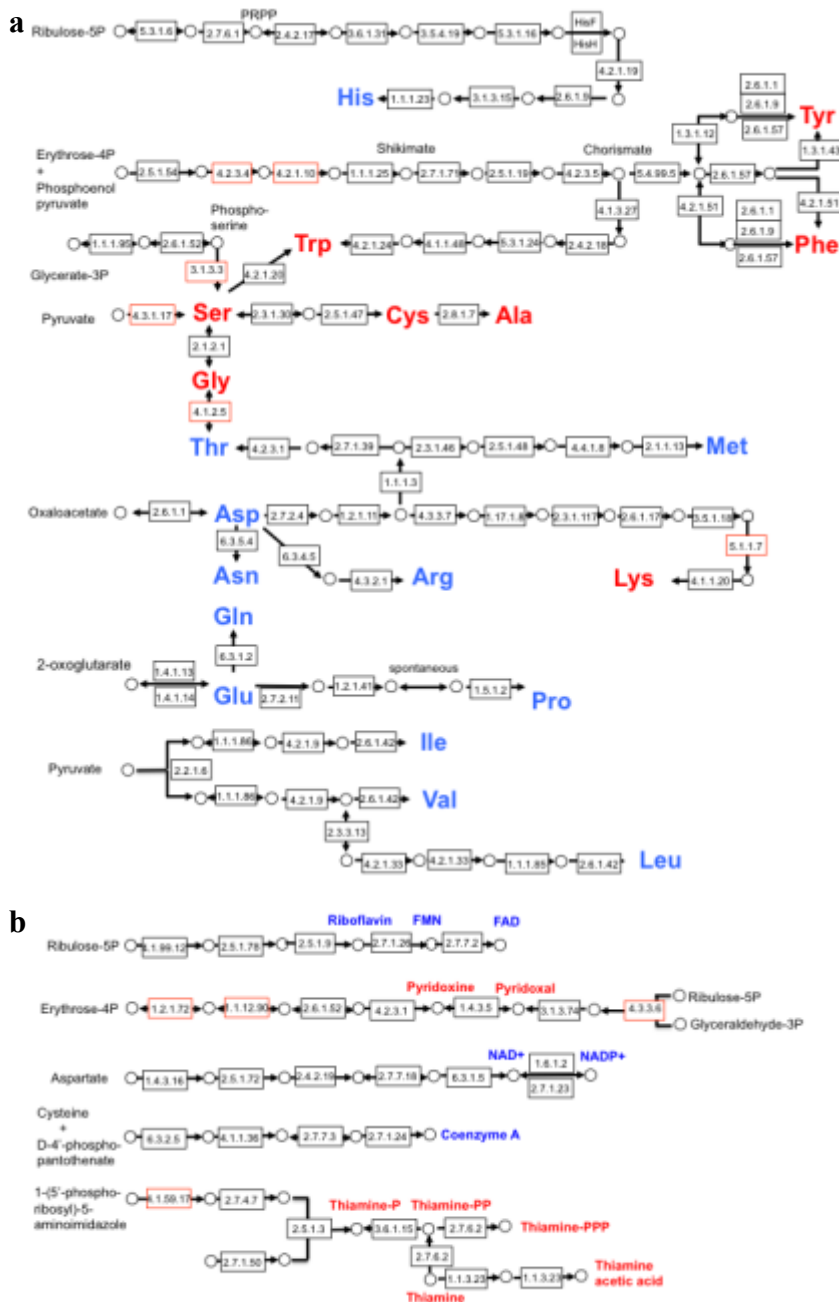 a
Ribulose-5P 5.3.1.6 2.7.6.1 PRPP 2.4.2.17 3.6.1.31 3.5.4.19 5.3.1.16 HisF
HisH
4.2.1.19
His 1.1.1.23 3.1.3.15 2.6.1.9
2.6.1.1
2.6.1.9
2.6.1.57
Tyr
1.3.1.12 1.3.1.43
Erythrose-4P
+
Phosphoenol
pyruvate
2.5.1.54 4.2.3.4 4.2.1.10 Shikimate 1.1.1.25 2.7.1.71 2.5.1.19 4.2.3.5 Chorismate 5.4.99.5 2.6.1.57
4.1.3.27 4.2.1.51 4.2.1.51
2.6.1.1
2.6.1.9
2.6.1.57
Phe
Phospho-
serine
1.1.1.95 2.6.1.52
Glycerate-3P
3.1.3.3 4.2.1.20
Trp 4.2.1.24 4.1.1.48 5.3.1.24 2.4.2.18
Pyruvate 4.3.1.17 Ser 2.3.1.30 2.5.1.47 Cys 2.8.1.7 Ala
2.1.2.1
Gly
4.1.2.5
Thr 4.2.3.1 2.7.1.39 2.3.1.46 2.5.1.48 4.4.1.8 2.1.1.13 Met
1.1.1.3
Oxaloacetate 2.6.1.1 Asp 2.7.2.4 1.2.1.11 4.3.3.7 1.17.1.8 2.3.1.117 2.6.1.17 3.5.1.18
6.3.5.4 6.3.4.5 5.1.1.7
Asn 4.3.2.1 Arg Lys 4.1.1.20
Gln
6.3.1.2
2-oxoglutarate 1.4.1.13
1.4.1.14
Glu 2.7.2.11 1.2.1.41 spontaneous 1.5.1.2 Pro
1.1.1.86 4.2.1.9 2.6.1.42 Ile
Pyruvate 2.2.1.6
1.1.1.86 4.2.1.9 2.6.1.42 Val
2.3.3.13
4.2.1.33 4.2.1.33 1.1.1.85 2.6.1.42 Leu
b
Riboflavin FMN FAD
Ribulose-5P 4.1.99.12 2.5.1.78 2.5.1.9 2.7.1.26 2.7.7.2
Pyridoxine Pyridoxal
Erythrose-4P 1.2.1.72 1.1.12.90 2.6.1.52 4.2.3.1 1.4.3.5 3.1.3.74 4.3.3.6 Ribulose-5P
Glyceraldehyde-3P
NAD+ NADP+
Aspartate 1.4.3.16 2.5.1.72 2.4.2.19 2.7.7.18 6.3.1.5 1.6.1.2
2.7.1.23
Cysteine
+
D-4'-phospho-
pantothenate
6.3.2.5 4.1.1.36 2.7.7.3 2.7.1.24 Coenzyme A
1-(5'-phospho-
ribosyl)-5-
aminoimidazole
4.1.59.17 2.7.4.7
2.5.1.3
2.7.1.50
Thiamine-P Thiamine-PP
3.6.1.15 2.7.6.2 Thiamine-PPP
2.7.6.2
1.1.3.23 1.1.3.23 Thiamine
acetic acid
Thiamine